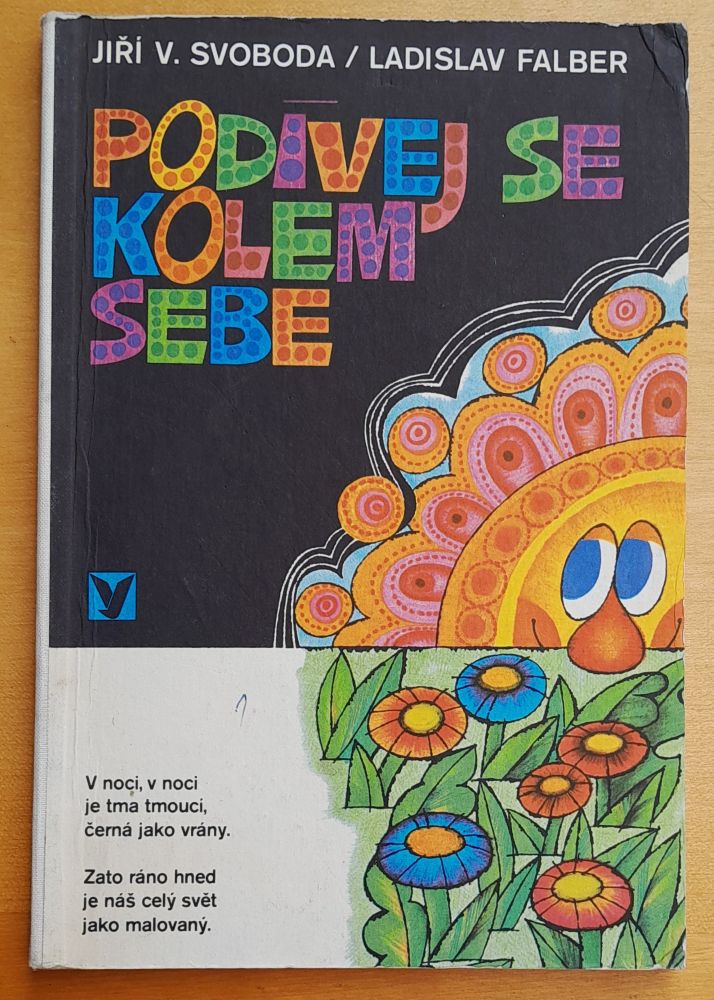 JIŘÍ V. SVOBODA / LADISLAV FALBER
PODÍVEJ SE
KOLEM
SEBE
V noci, v noci
je tma tmoucí,
černá jako vrány.
Zato ráno hned
je náš celý svět
jako malovaný.